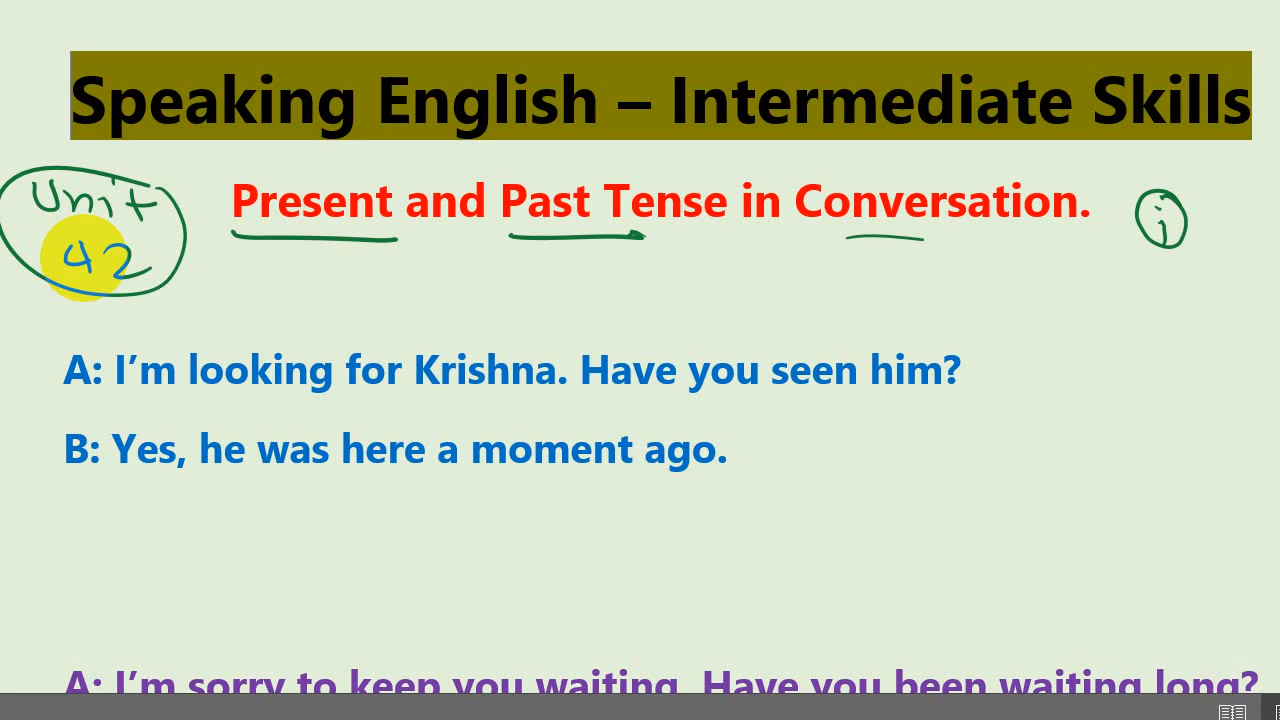 Speaking English – Intermediate Skills
Unit
42
Present and Past Tense in Conversation.
i
A: I’m looking for Krishna. Have you seen him?
B: Yes, he was here a moment ago.
A: I’m sorry to keep you waiting. Have you been waiting long?